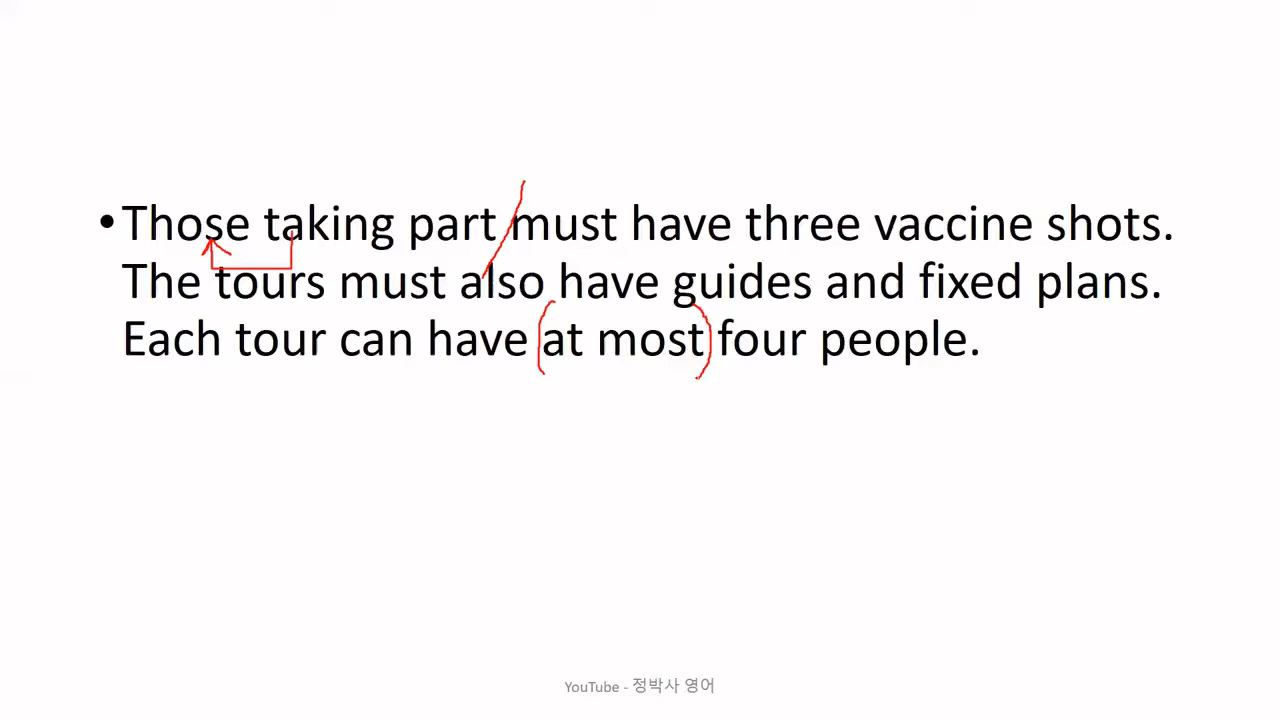 •Those taking part must have three vaccine shots.
The tours must also have guides and fixed plans.
Each tour can have at most four people.
YouTube - 정박사 영어